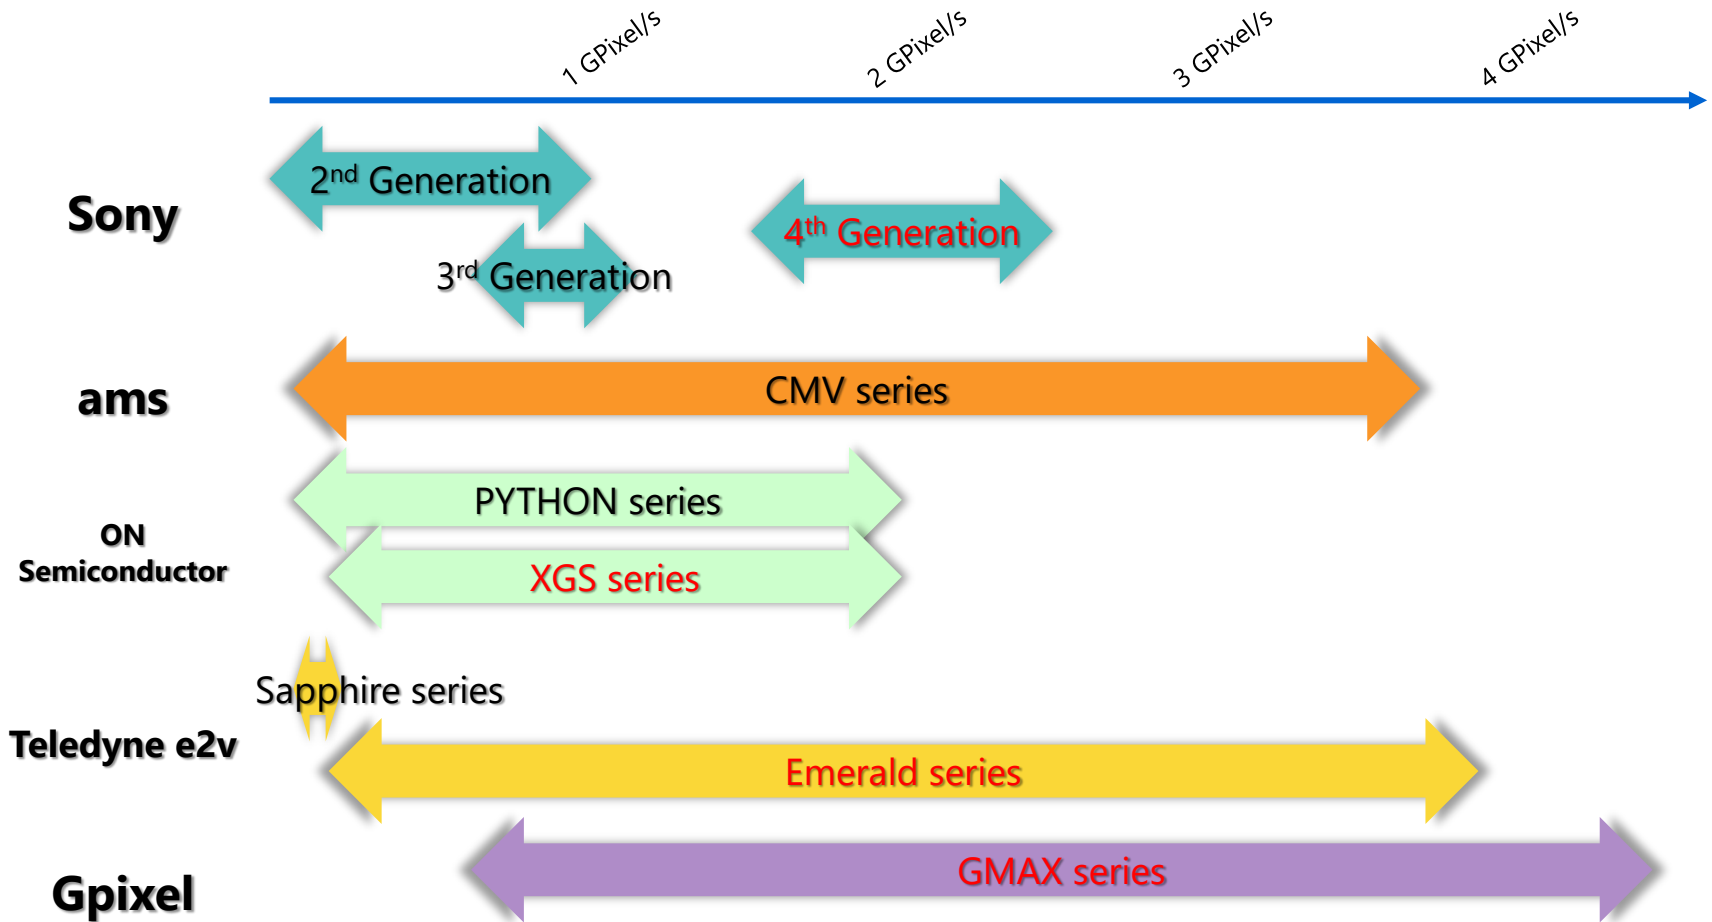 1 GPixel/s
2 GPixel/s
3 GPixel/s
4 GPixel/s
Sony
2nd Generation
3rd Generation
4th Generation
ams
CMV series
ON
Semiconductor
PYTHON series
XGS series
Teledyne e2v
Sapphire series
Emerald series
Gpixel
GMAX series